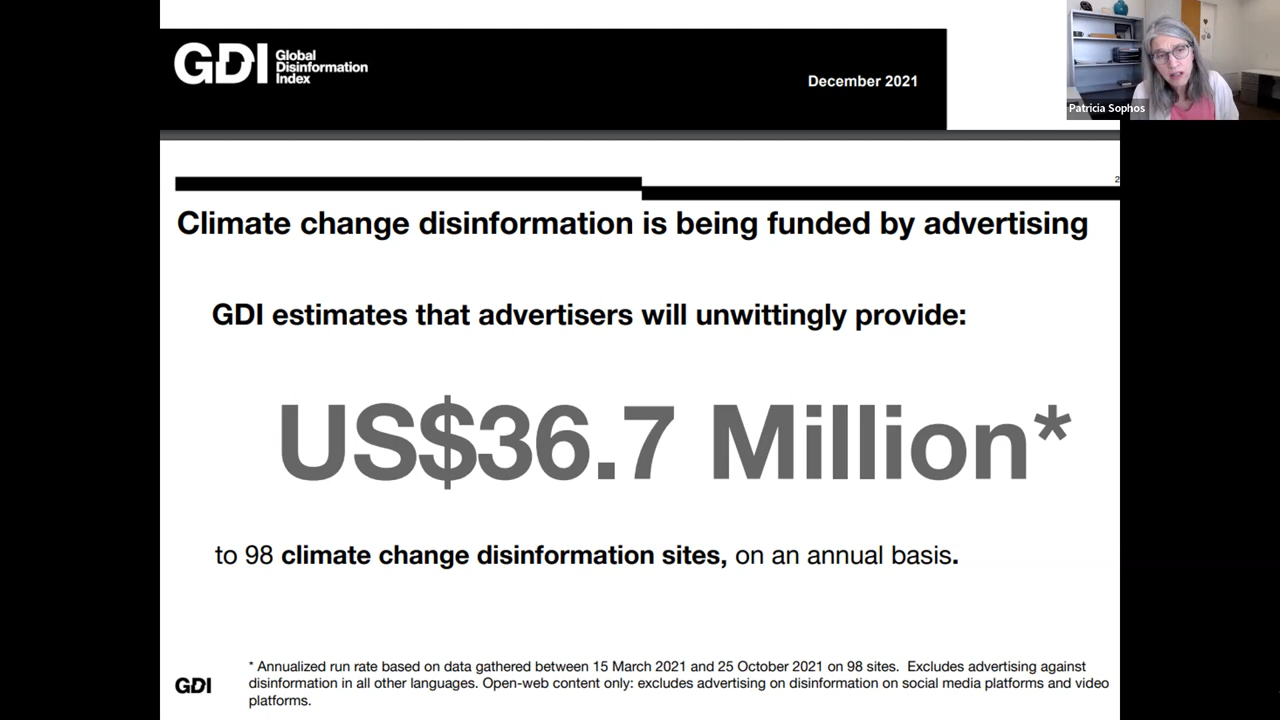 GDI Global
Disinformation
Index
December 2021
Patricia Sophos
2
Climate change disinformation is being funded by advertising
GDI estimates that advertisers will unwittingly provide:
US$36.7 Million*
to 98 climate change disinformation sites, on an annual basis.
GDI
* Annualized run rate based on data gathered between 15 March 2021 and 25 October 2021 on 98 sites. Excludes advertising against
disinformation in all other languages. Open-web content only: excludes advertising on disinformation on social media platforms and video
platforms.